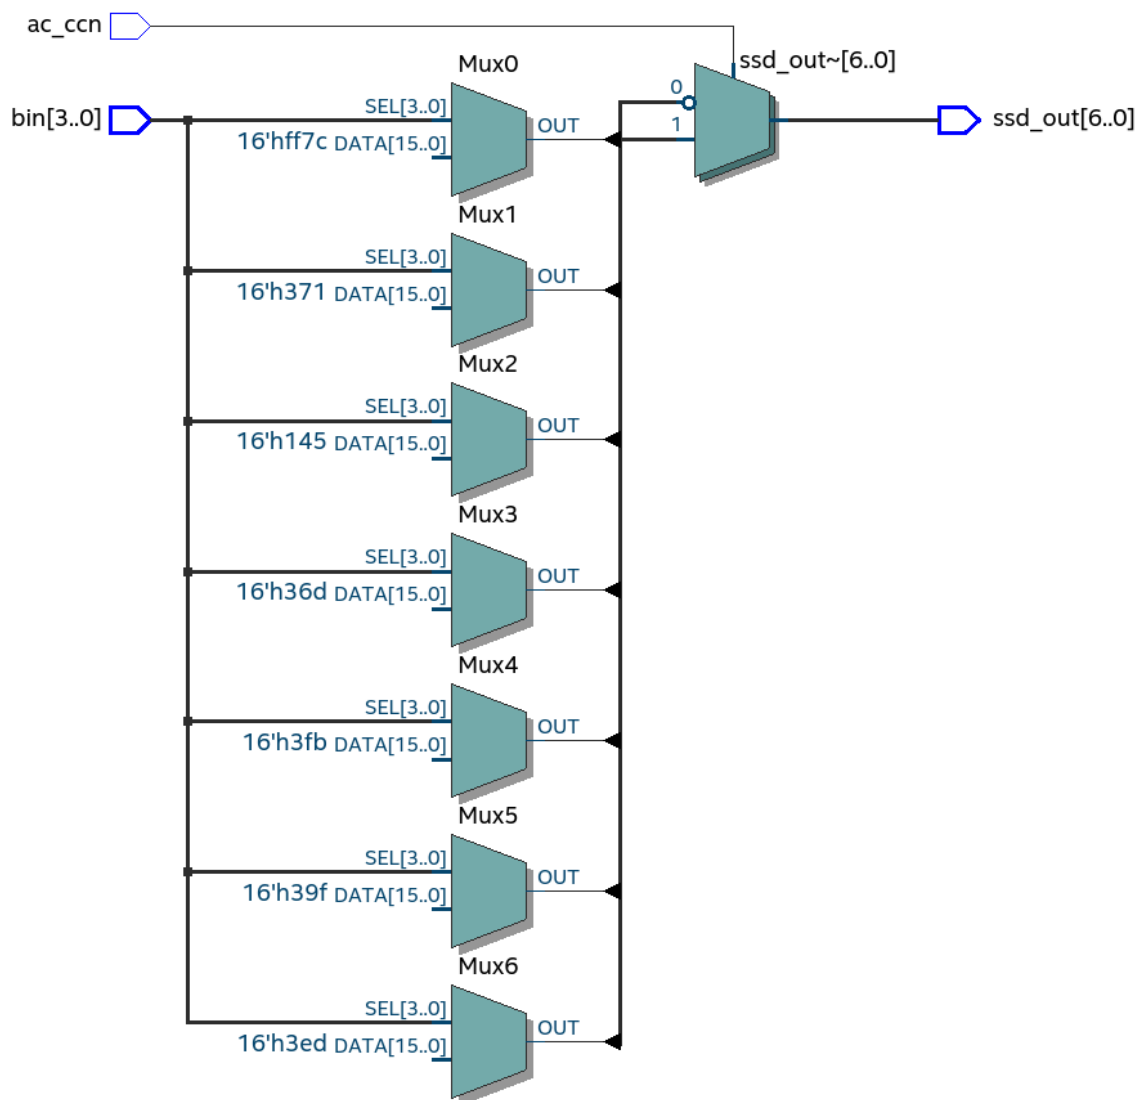 ac_ccn
ssd_out~[6..0]
Mux0
0
bin[3..0]
SEL[3..0]
1
ssd_out[6..0]
16'hff7c DATA[15..0]
OUT
Mux1
SEL[3..0]
16'h371 DATA[15..0]
OUT
Mux2
SEL[3..0]
16'h145 DATA[15..0]
OUT
Mux3
SEL[3..0]
16'h36d DATA[15..0]
OUT
Mux4
SEL[3..0]
16'h3fb DATA[15..0]
OUT
Mux5
SEL[3..0]
16'h39f DATA[15..0]
OUT
Mux6
SEL[3..0]
16'h3ed DATA[15..0]
OUT